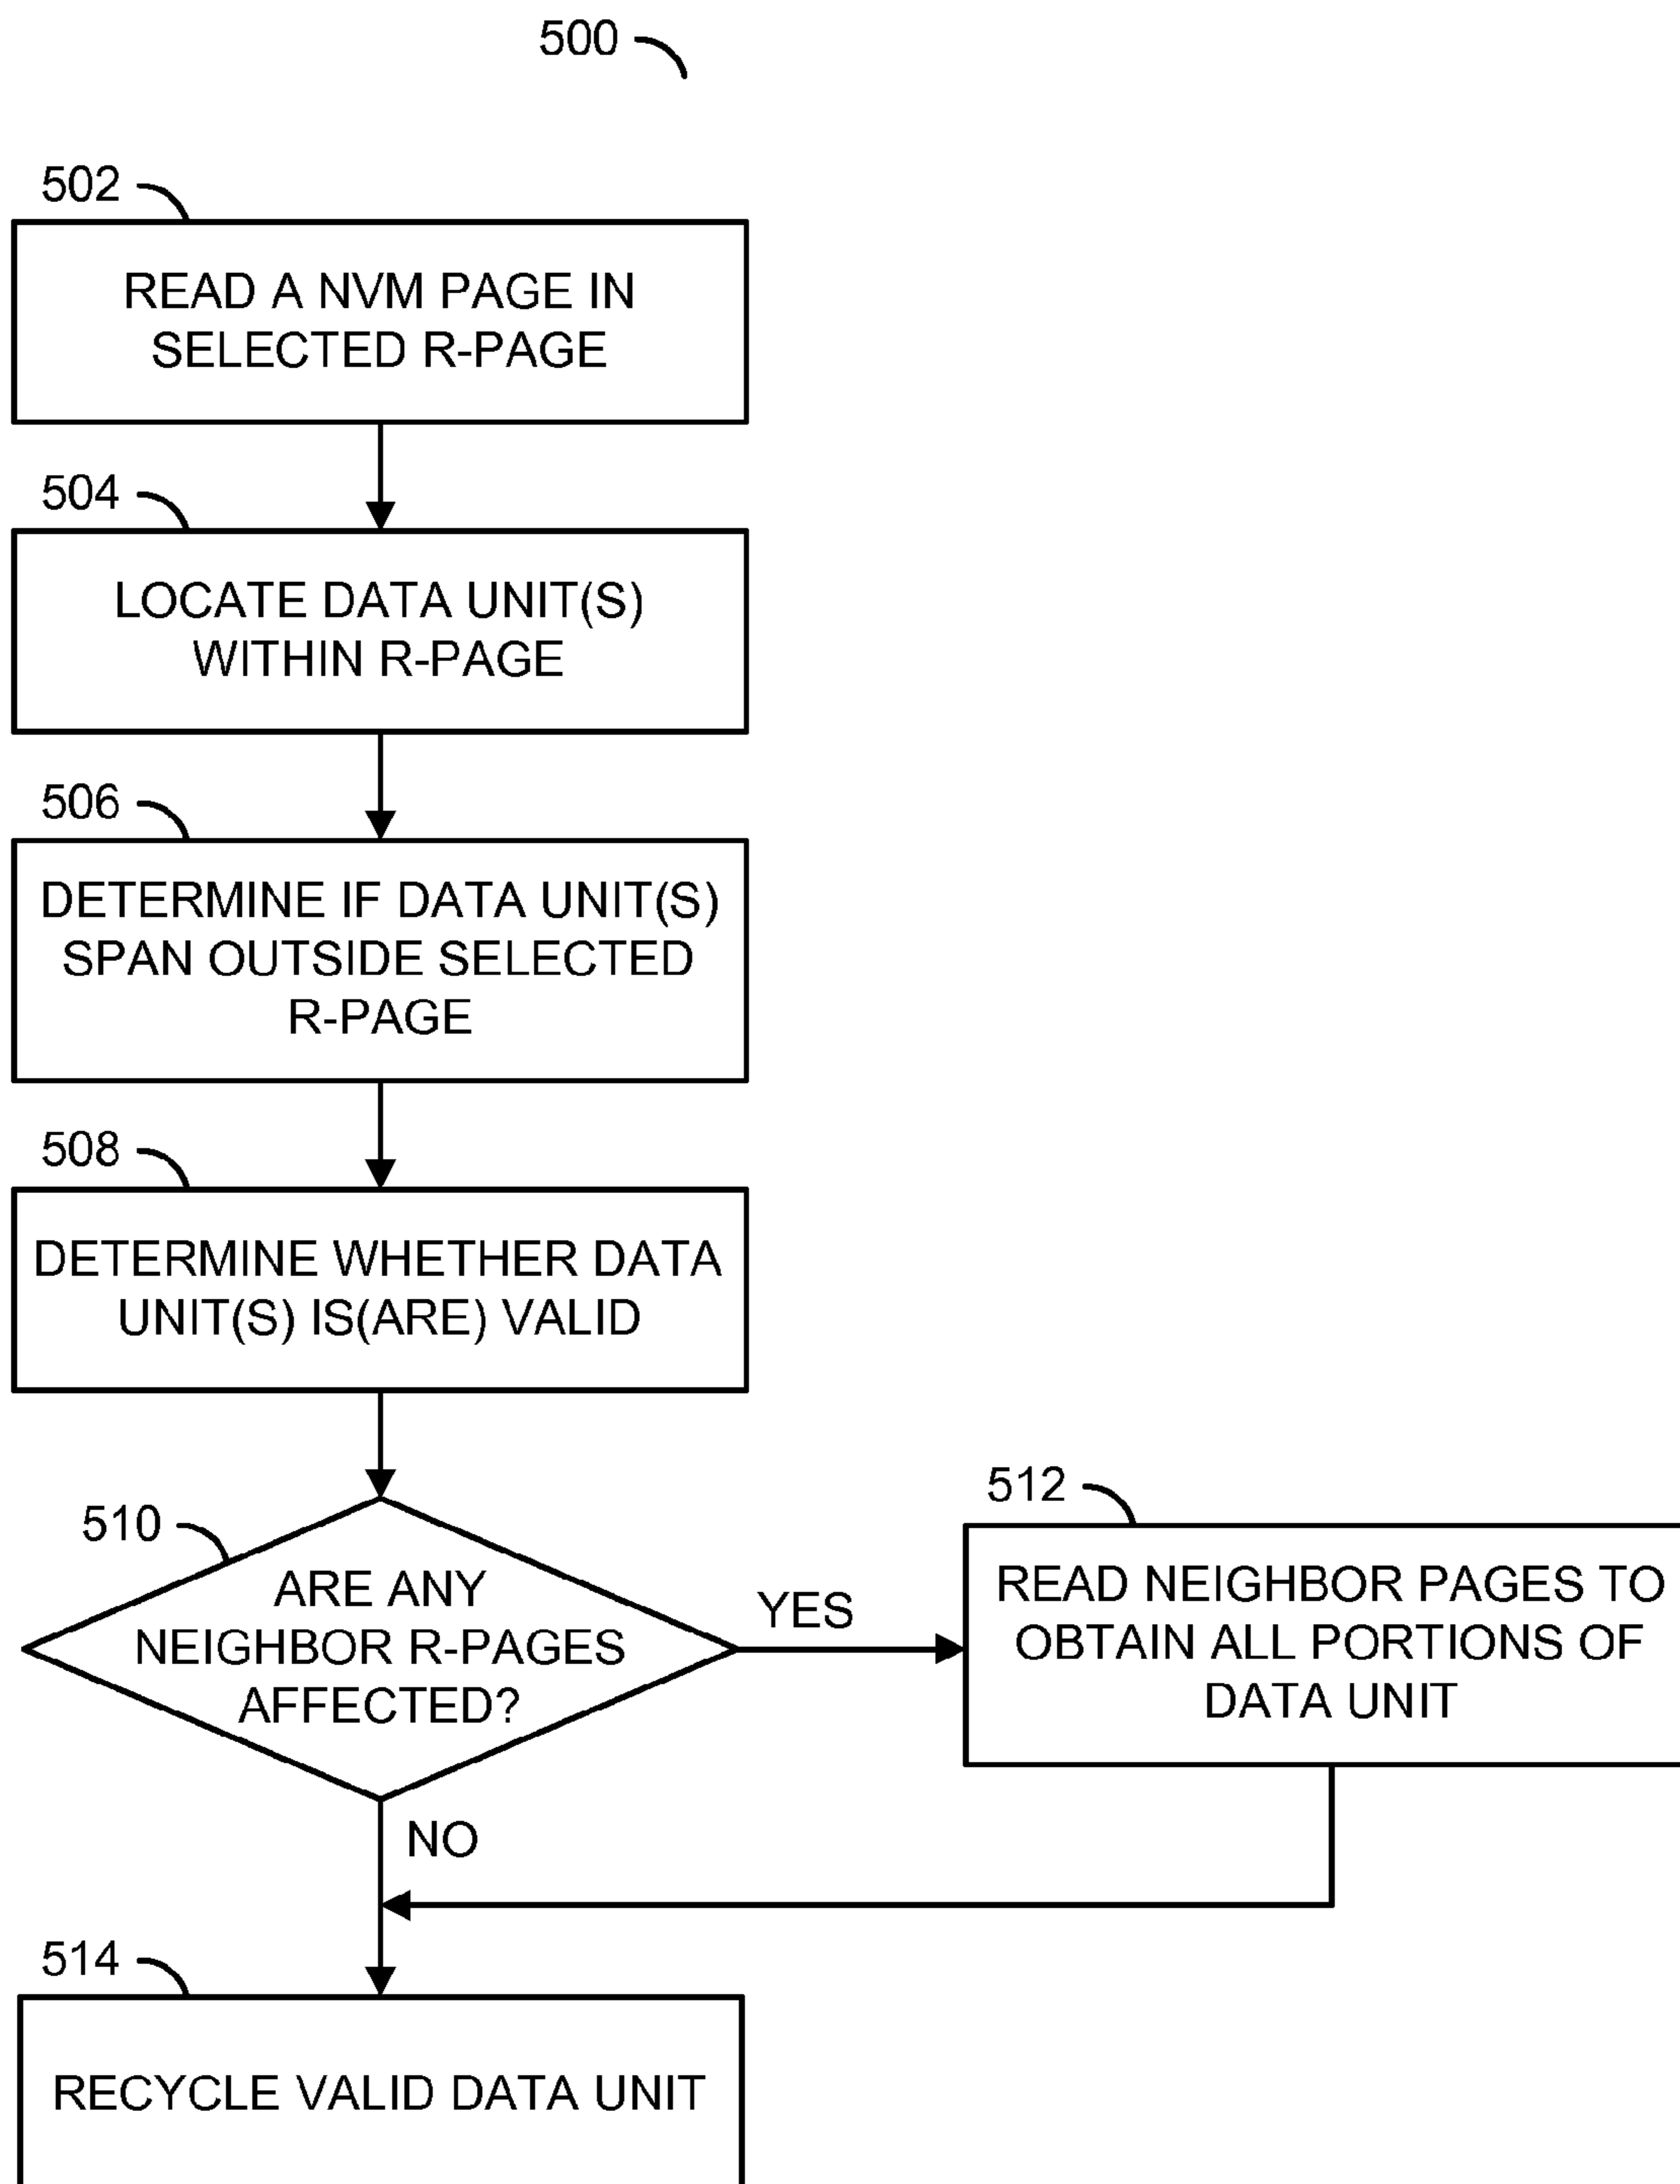 500
502
READ A NVM PAGE IN
SELECTED R-PAGE
504
LOCATE DATA UNIT(S)
WITHIN R-PAGE
506
DETERMINE IF DATA UNIT(S)
SPAN OUTSIDE SELECTED
R-PAGE
508
DETERMINE WHETHER DATA
UNIT(S) IS(ARE) VALID
510
ARE ANY
NEIGHBOR R-PAGES
AFFECTED?
YES
512
READ NEIGHBOR PAGES TO
OBTAIN ALL PORTIONS OF
DATA UNIT
NO
514
RECYCLE VALID DATA UNIT